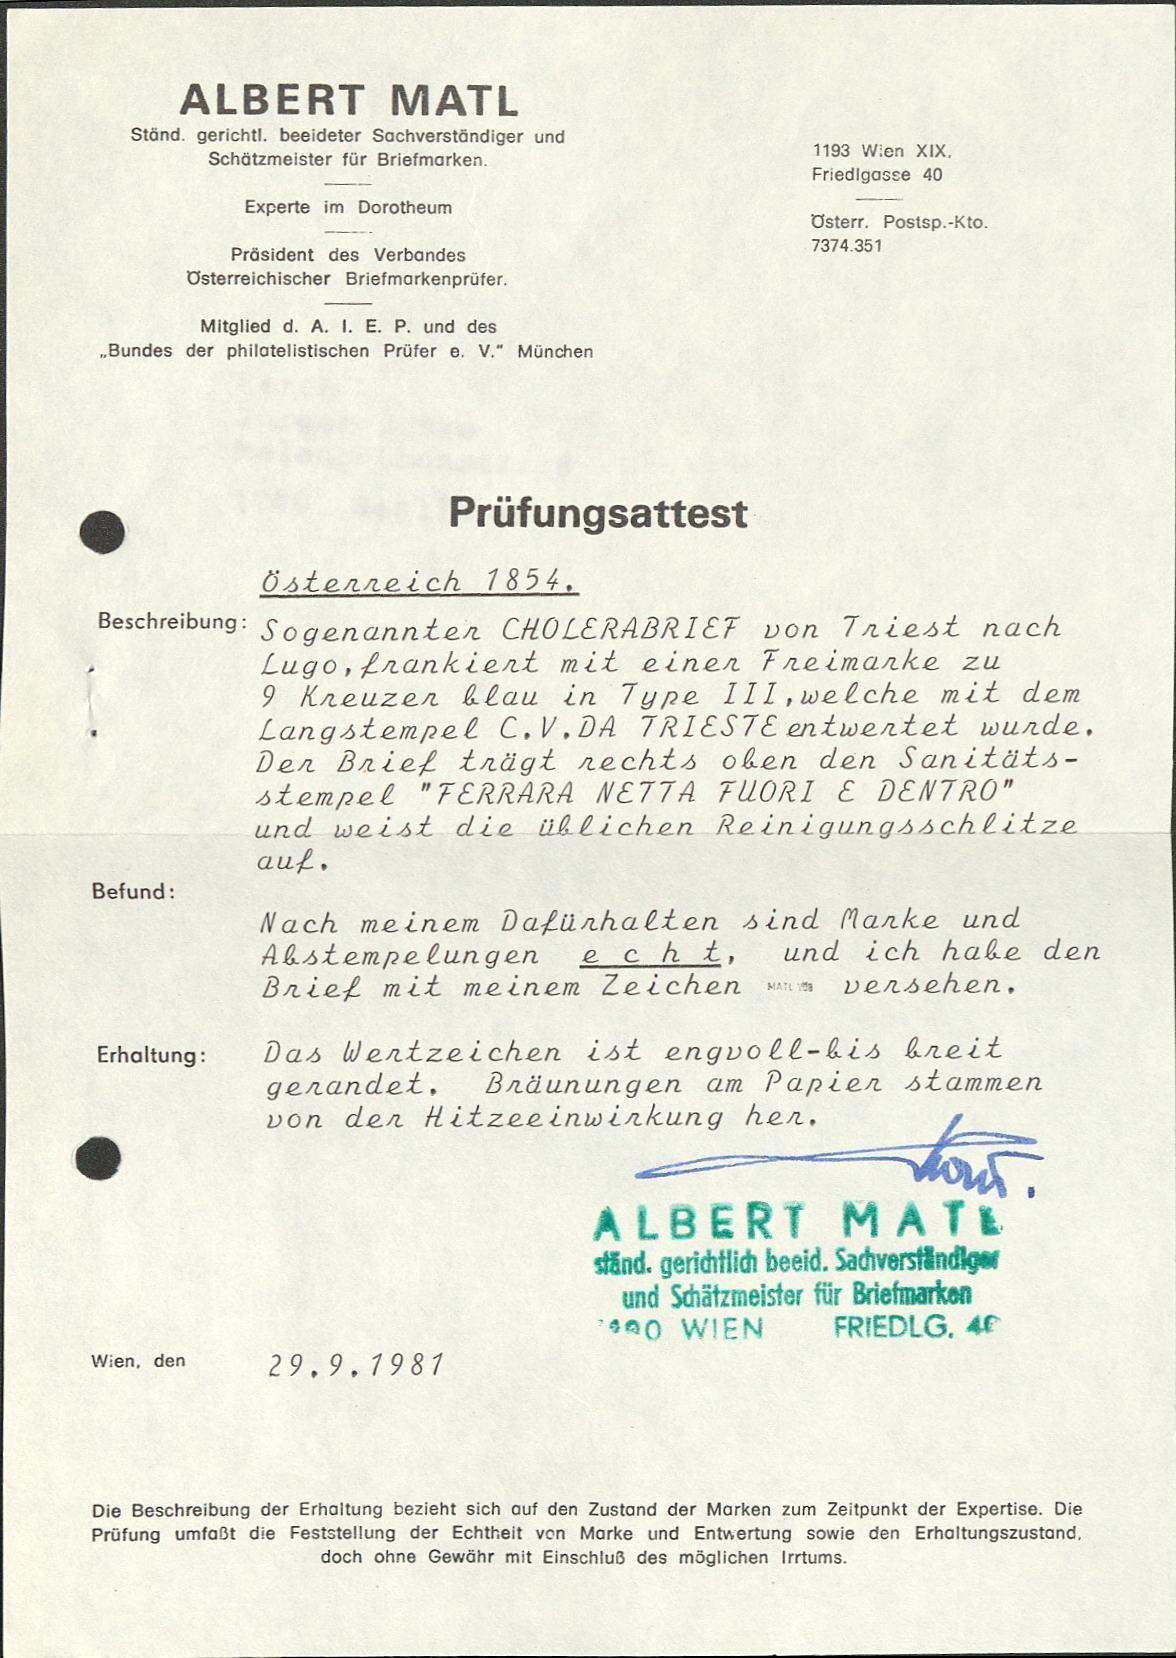 ALBERT MATL
Ständ. gerichtl. beeideter Sachverständiger und
Schätzmeister für Briefmarken.
Experte im Dorotheum
Präsident des Verbandes
Österreichischer Briefmarkenprüfer.
Mitglied d. A. I. E. P. und des
„Bundes der philatelistischen Prüfer e. V.“ München
1193 Wien XIX,
Friedlgasse 40
Österr. Postsp.-Kto.
7374.351
Prüfungsattest
Österreich 1854.
Beschreibung: Sogenannter CHOLERABRIEF von Triest nach
Lugo, frankiert mit einer Freimarke zu
9 Kreuzer blau in Type III, welche mit dem
Langstempel C.V.DA TRIESTE entwertet wurde.
Der Brief trägt rechts oben den Sanitäts-
stempel "FERRARA NETTA FUORI E DENTRO"
und weist die üblichen Reinigungsschlitze
auf.
Befund:
Nach meinem Dafürhalten sind Marke und
Abstempelungen e c h t, und ich habe den
Brief mit meinem Zeichen MATL versehen.
Erhaltung: Das Wertzeichen ist engvoll-bis breit
gerandet. Bräunungen am Papier stammen
von der Hitzeeinwirkung her.
ALBERT MATL
ständ. gerichtlich beeid. Sachverständiger
und Schätzmeister für Briefmarken
WIEN FRIEDLG. 40
Wien, den 29.9.1981
Die Beschreibung der Erhaltung bezieht sich auf den Zustand der Marken zum Zeitpunkt der Expertise. Die
Prüfung umfaßt die Feststellung der Echtheit von Marke und Entwertung sowie den Erhaltungszustand,
doch ohne Gewähr mit Einschluß des möglichen Irrtums.